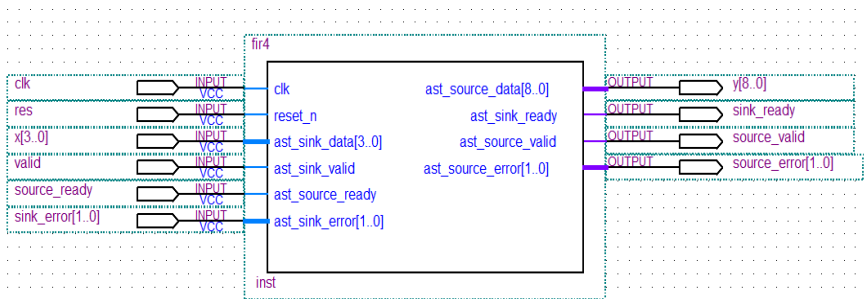 fir4
clk INPUT VCC clk ast_source_data[8..0] OUTPUT y[8..0]
res INPUT VCC reset_n ast_sink_ready OUTPUT sink_ready
x[3..0] INPUT VCC ast_sink_data[3..0] ast_source_valid OUTPUT source_valid
valid INPUT VCC ast_sink_valid ast_source_error[1..0] OUTPUT source_error[1..0]
source_ready INPUT VCC ast_source_ready
sink_error[1..0] INPUT VCC ast_sink_error[1..0]
inst